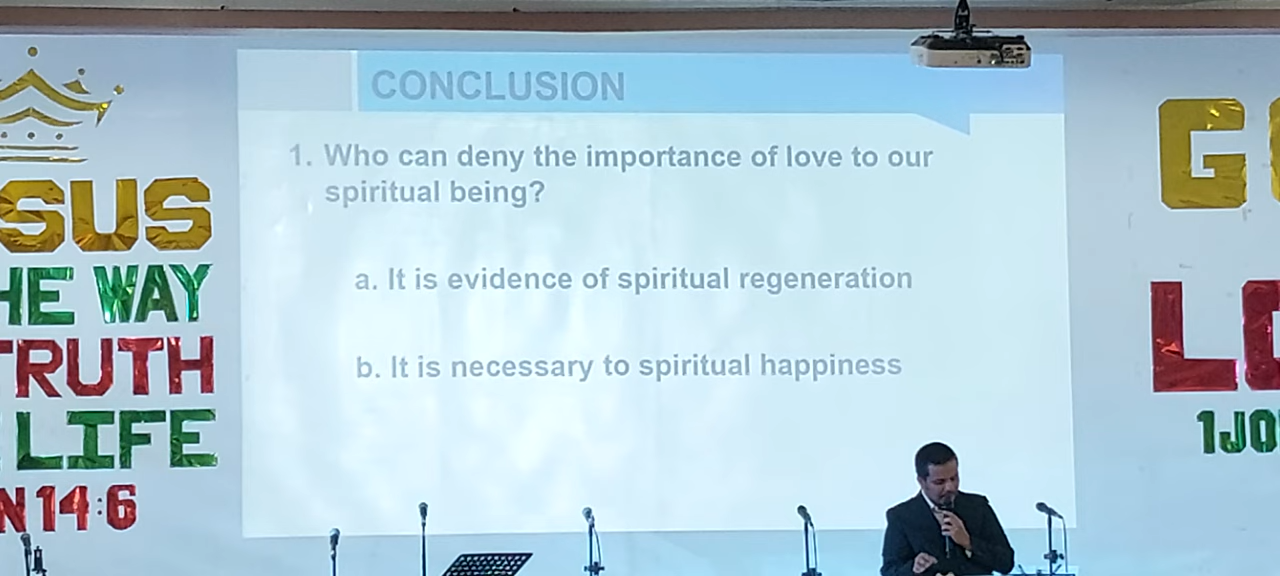 CONCLUSION
1. Who can deny the importance of love to our
spiritual being?
a. It is evidence of spiritual regeneration
b. It is necessary to spiritual happiness
SUS
HE WAY
TRUTH
LIFE
N 14:6
G
LO
1JO